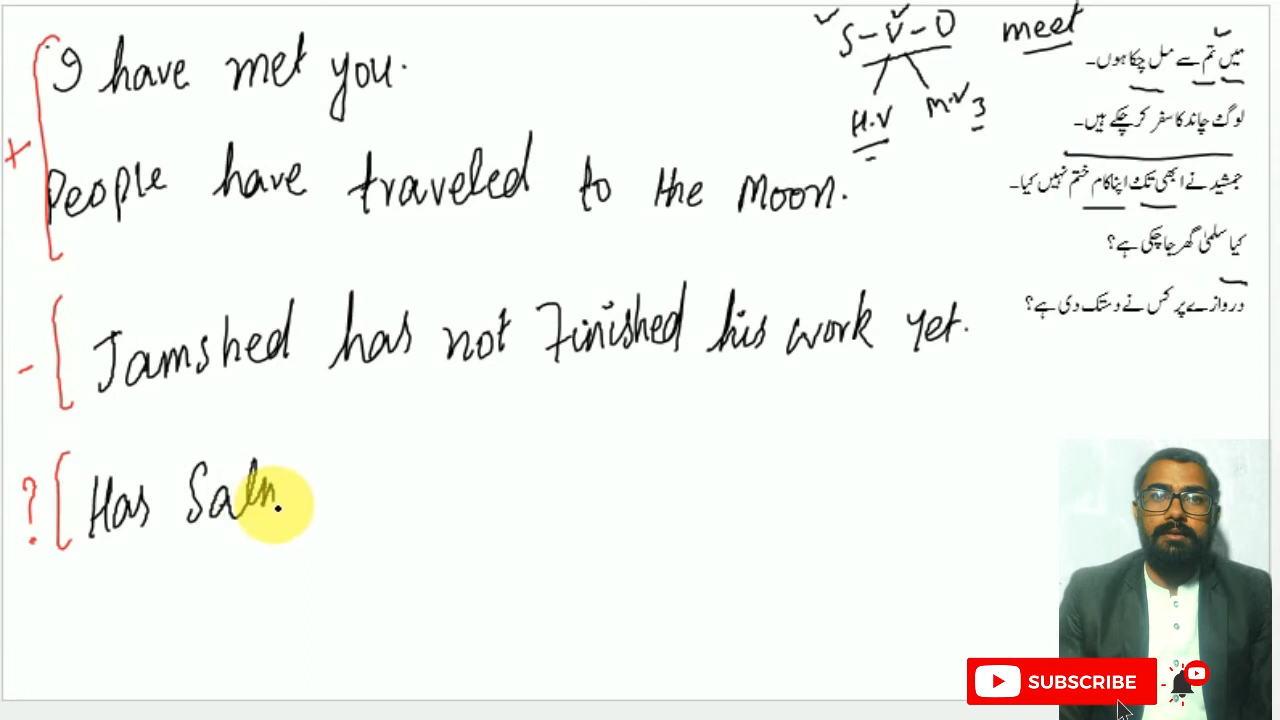 S-V-O meet
H.V M.V 3
I have met you.
People have traveled to the Moon.
+
Jamshed has not Finished his work yet.
-
Has Salm
?
میں تم سے مل چکا ہوں۔
لوگ چاند کا سفر کر چکے ہیں۔
جمشید نے ابھی تک اپنا کام ختم نہیں کیا۔
کیا سلمیٰ گھر جا چکی ہے؟
دروازے پر کس نے دستک دی ہے؟
SUBSCRIBE